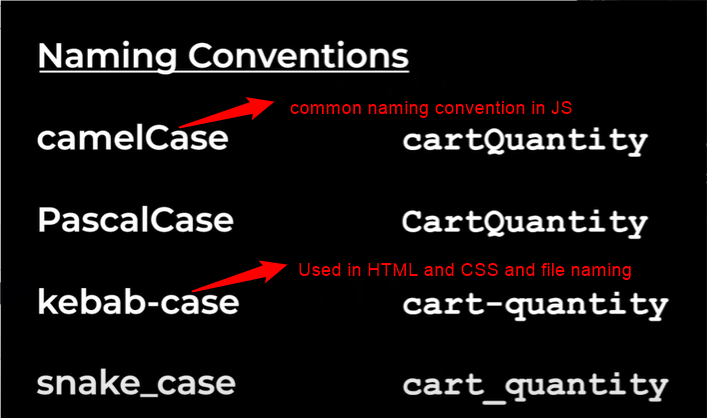 Naming Conventions
common naming convention in JS
camelCase cartQuantity
PascalCase CartQuantity
Used in HTML and CSS and file naming
kebab-case cart-quantity
snake_case cart_quantity